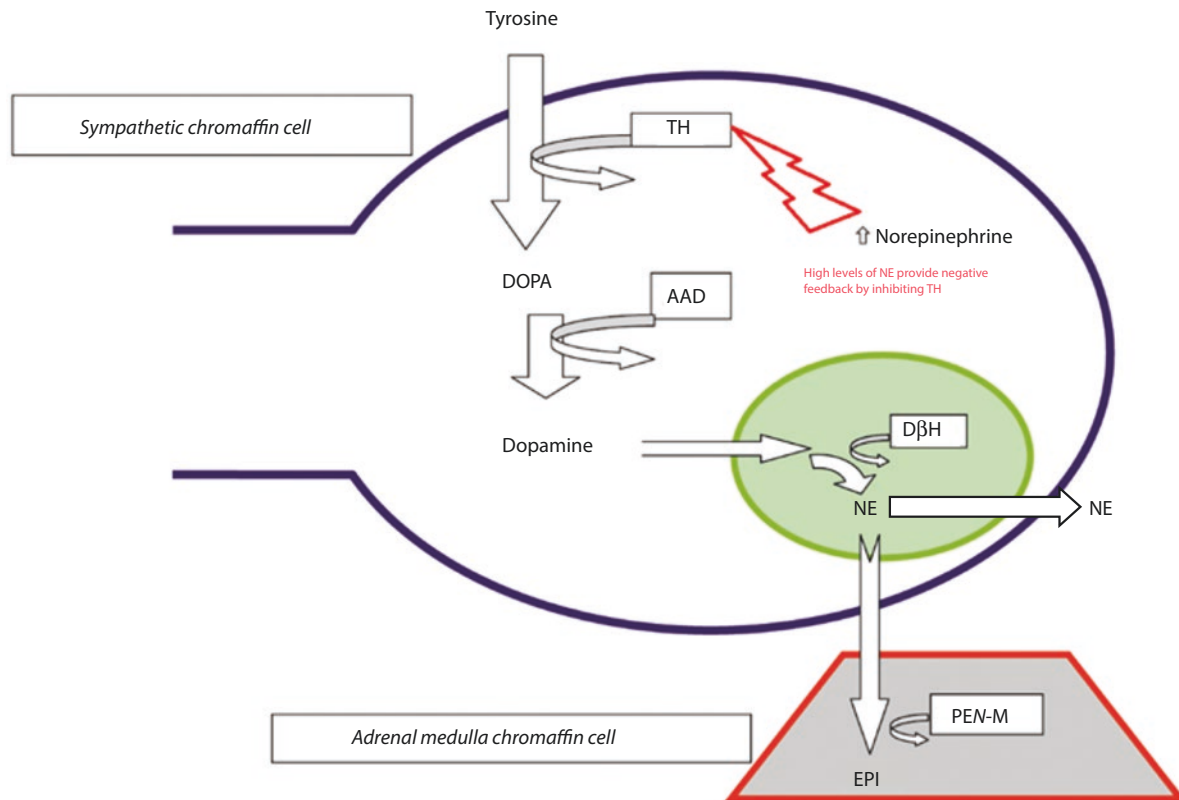 Tyrosine
Sympathetic chromaffin cell
TH
Norepinephrine
High levels of NE provide negative
feedback by inhibiting TH
DOPA
AAD
Dopamine
DβH
NE
NE
PEN-M
Adrenal medulla chromaffin cell
EPI